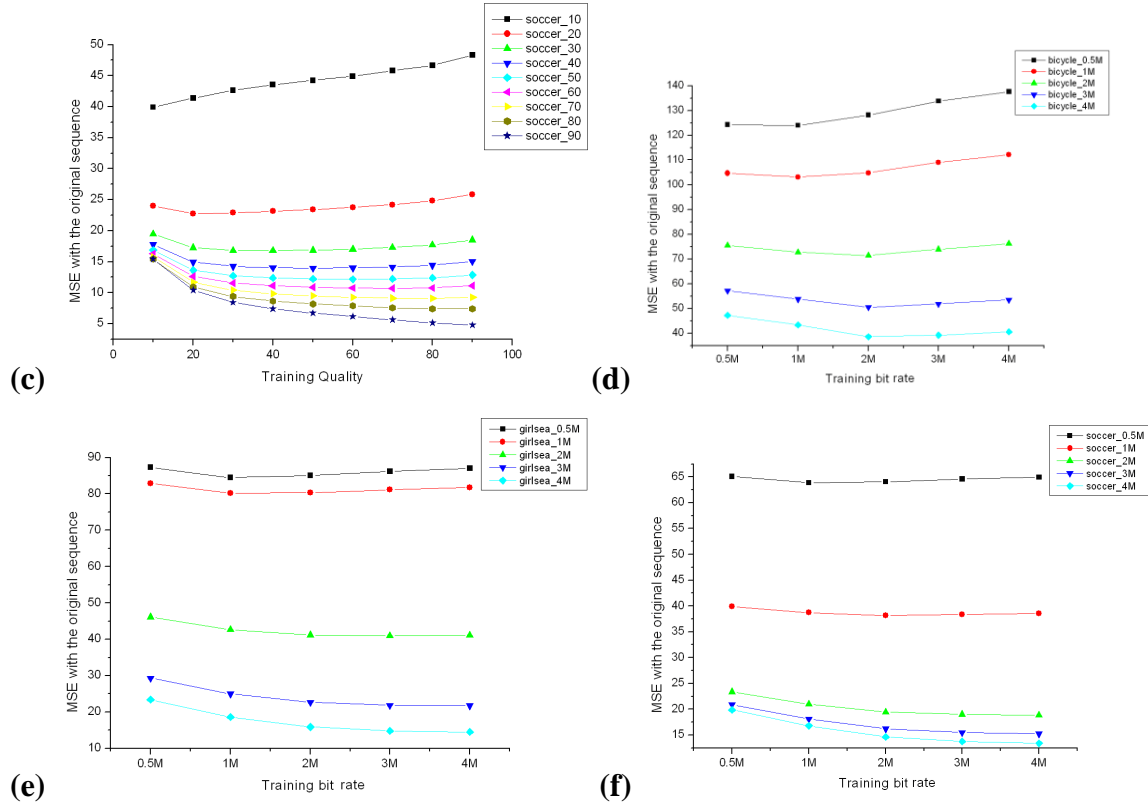 soccer_10
soccer_20
soccer_30
soccer_40
soccer_50
soccer_60
soccer_70
soccer_80
soccer_90
50
45
40
35
30
25
20
15
10
5
0 20 40 60 80 100
MSE with the original sequence
Training Quality
(c)
bicycle_0.5M
bicycle_1M
bicycle_2M
bicycle_3M
bicycle_4M
140
130
120
110
100
90
80
70
60
50
40
0.5M 1M 2M 3M 4M
MSE with the original sequence
Training bit rate
(d)
girlsea_0.5M
girlsea_1M
girlsea_2M
girlsea_3M
girlsea_4M
90
80
70
60
50
40
30
20
10
0.5M 1M 2M 3M 4M
MSE with the original sequence
Training bit rate
(e)
soccer_0.5M
soccer_1M
soccer_2M
soccer_3M
soccer_4M
65
60
55
50
45
40
35
30
25
20
15
0.5M 1M 2M 3M 4M
MSE with the original sequence
Training bit rate
(f)